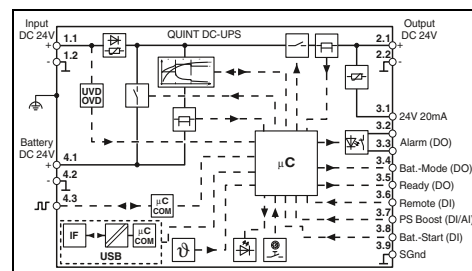 Input
DC 24V
1.1
+
1.2
-
QUINT DC-UPS
Output
DC 24V
2.1
+
2.2
-
UVD
OVD
3.1
24V 20mA
3.2
Alarm (DO)
3.3
Battery
DC 24V
4.1
+
4.2
-
4.3
µC
3.4
Bat.-Mode (DO)
3.5
Ready (DO)
3.6
Remote (DI)
3.7
PS Boost (DI/AI)
3.8
Bat.-Start (DI)
3.9
SGnd
µC
COM
IF
µC
COM
USB
ϑ